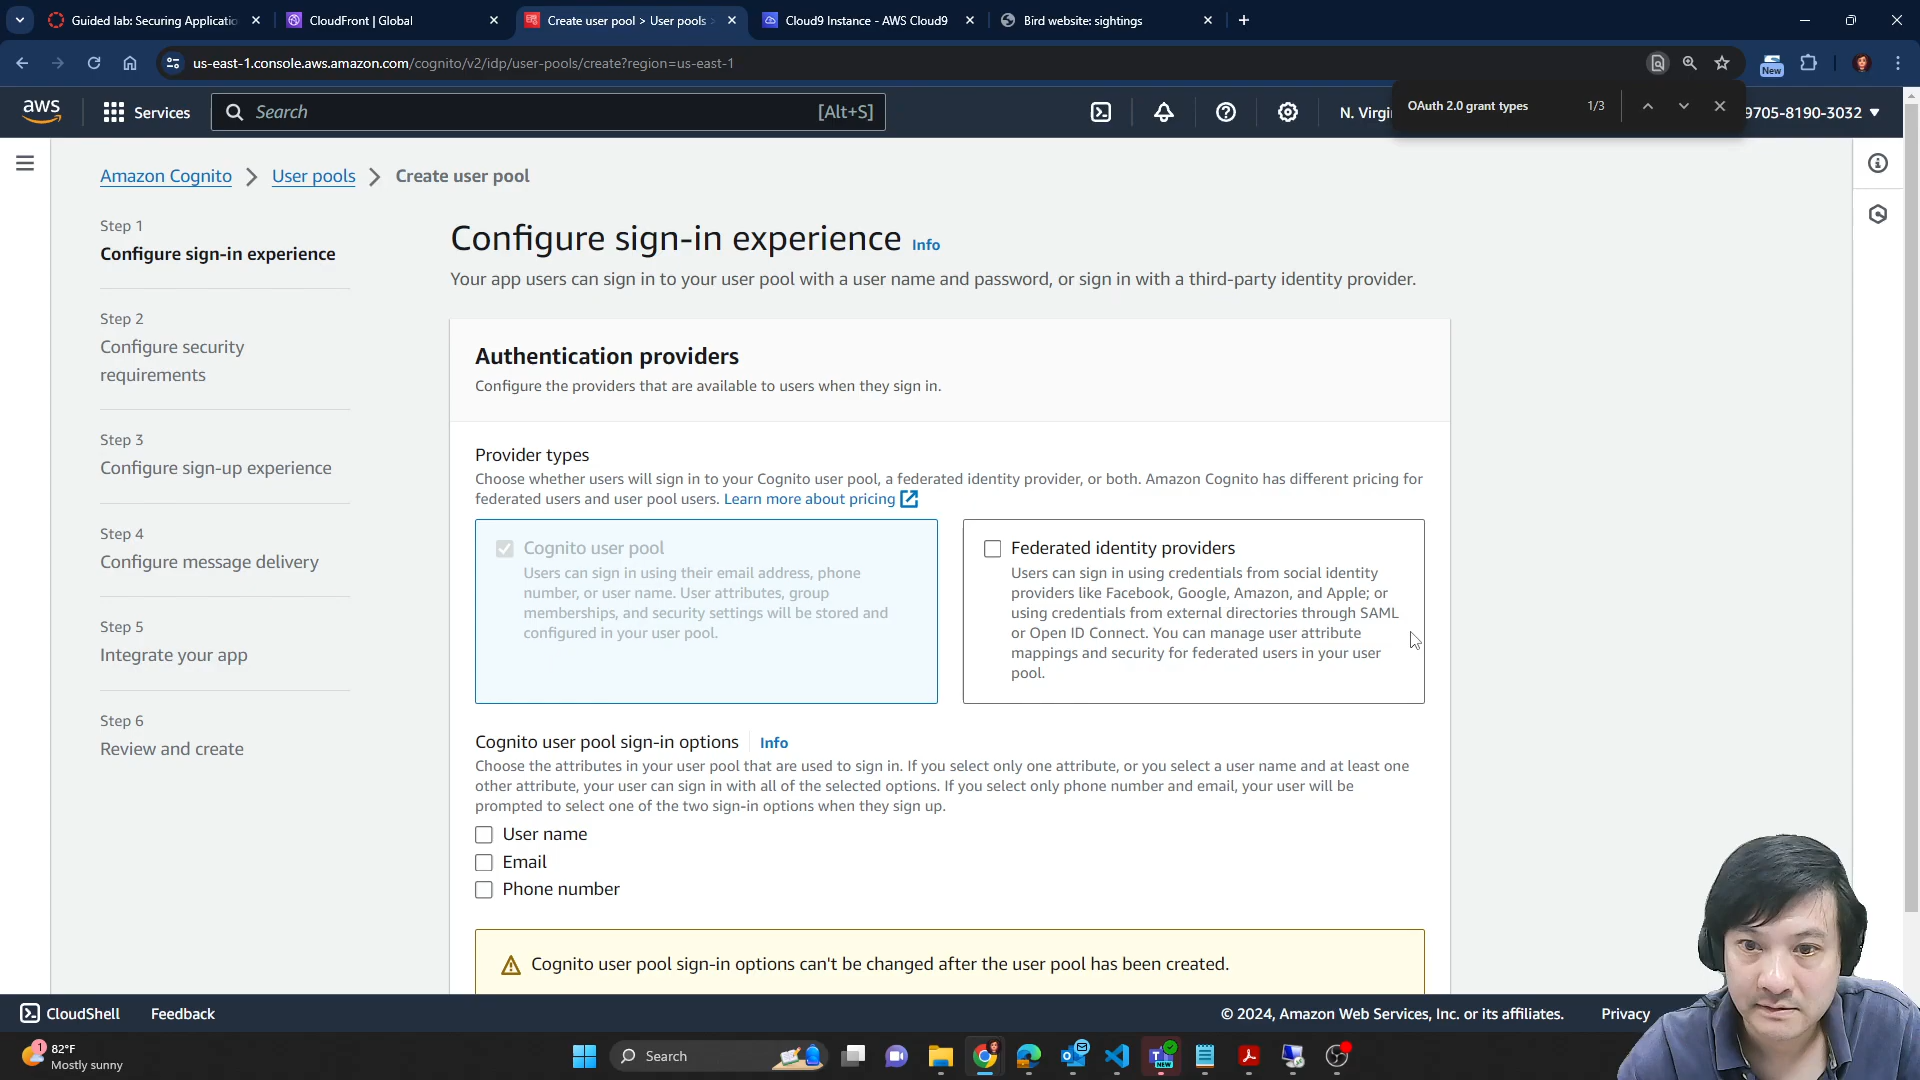 Guided lab: Securing Applicatio
CloudFront | Global
Create user pool > User pools >
Cloud9 Instance - AWS Cloud9
Bird website: sightings
us-east-1.console.aws.amazon.com/cognito/v2/idp/user-pools/create?region=us-east-1
New
aws
Services
Search
[Alt+S]
N. Virgi
OAuth 2.0 grant types
1/3
9705-8190-3032
Amazon Cognito
User pools
Create user pool
Step 1
Configure sign-in experience
Step 2
Configure security
requirements
Step 3
Configure sign-up experience
Step 4
Configure message delivery
Step 5
Integrate your app
Step 6
Review and create
Configure sign-in experience Info
Your app users can sign in to your user pool with a user name and password, or sign in with a third-party identity provider.
Authentication providers
Configure the providers that are available to users when they sign in.
Provider types
Choose whether users will sign in to your Cognito user pool, a federated identity provider, or both. Amazon Cognito has different pricing for
federated users and user pool users. Learn more about pricing
Cognito user pool
Users can sign in using their email address, phone
number, or user name. User attributes, group
memberships, and security settings will be stored and
configured in your user pool.
Federated identity providers
Users can sign in using credentials from social identity
providers like Facebook, Google, Amazon, and Apple; or
using credentials from external directories through SAML
or Open ID Connect. You can manage user attribute
mappings and security for federated users in your user
pool.
Cognito user pool sign-in options Info
Choose the attributes in your user pool that are used to sign in. If you select only one attribute, or you select a user name and at least one
other attribute, your user can sign in with all of the selected options. If you select only phone number and email, your user will be
prompted to select one of the two sign-in options when they sign up.
User name
Email
Phone number
Cognito user pool sign-in options can't be changed after the user pool has been created.
CloudShell
Feedback
© 2024, Amazon Web Services, Inc. or its affiliates.
Privacy
1
82°F
Mostly sunny
Search
NEW